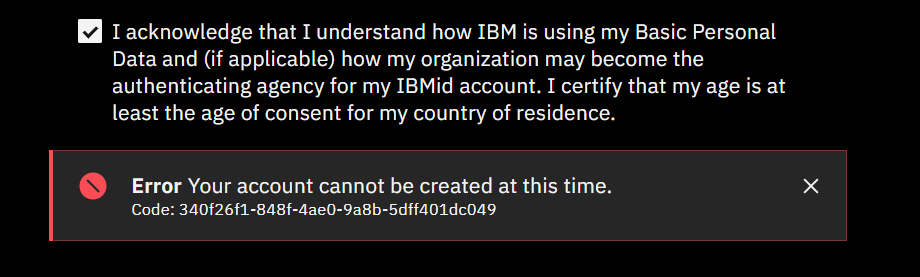 I acknowledge that I understand how IBM is using my Basic Personal
Data and (if applicable) how my organization may become the
authenticating agency for my IBMid account. I certify that my age is at
least the age of consent for my country of residence.
Error Your account cannot be created at this time.
Code: 340f26f1-848f-4ae0-9a8b-5dff401dc049